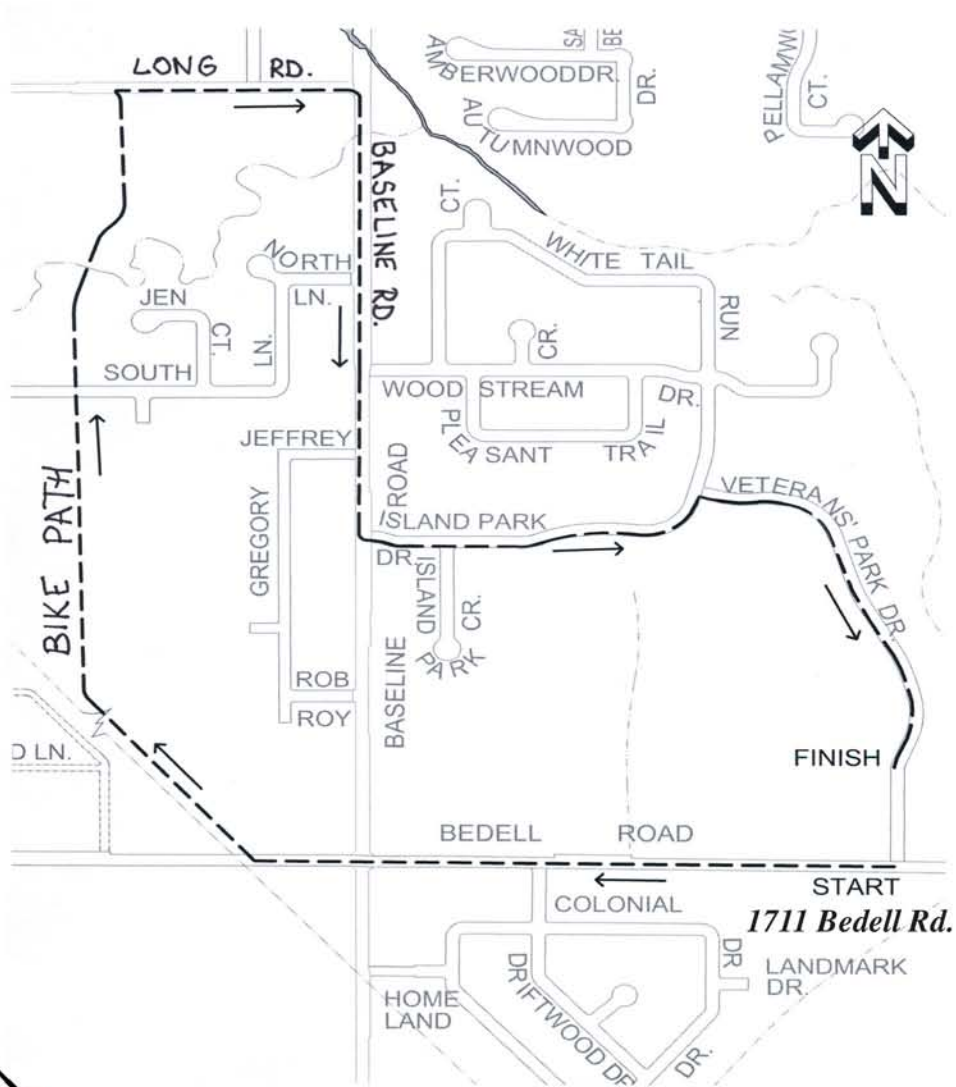 LONG RD.
AMBERWOOD DR.
SA
BE
DR.
AUTUMNWOOD
PELLAMWO
CT.
N
BASELINE RD.
CT.
WHITE TAIL
RUN
NORTH
LN.
JEN
CT.
LN.
SOUTH
CR.
WOOD STREAM
DR.
PLEASANT TRAIL
JEFFREY
ROAD
GREGORY
BIKE PATH
ISLAND PARK
DR.
VETERANS' PARK DR.
ISLAND
CR.
PARK
BASELINE
ROB
ROY
D LN.
FINISH
BEDELL ROAD
START
1711 Bedell Rd.
COLONIAL
DR
LANDMARK
DR.
HOME
LAND
DRIFTWOOD DR
DR.